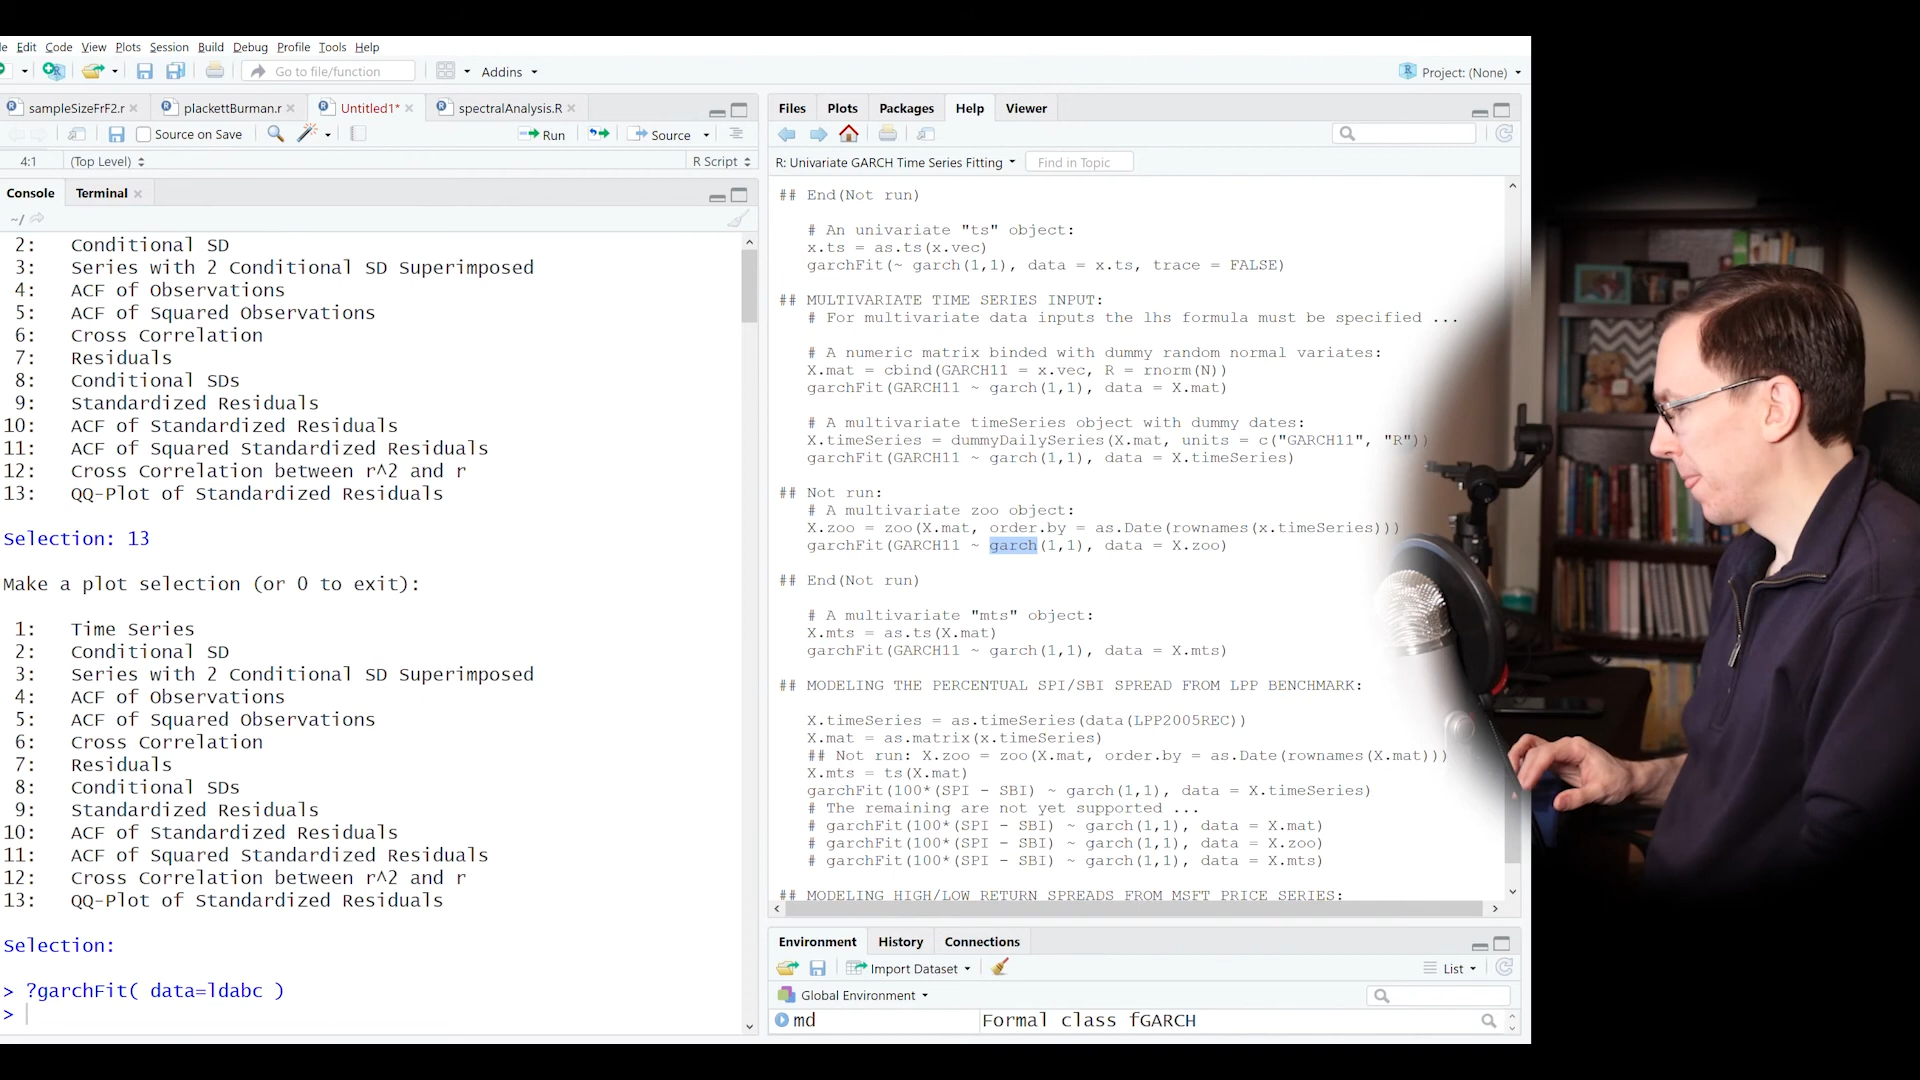 le Edit Code View Plots Session Build Debug Profile Tools Help
Go to file/function Addins Project: (None)
sampleSizeFrF2.r plackettBurman.r Untitled1* spectralAnalysis.R
Source on Save Run Source
4:1 (Top Level) R Script
Console Terminal
~/
2: Conditional SD
3: Series with 2 Conditional SD Superimposed
4: ACF of Observations
5: ACF of Squared Observations
6: Cross Correlation
7: Residuals
8: Conditional SDs
9: Standardized Residuals
10: ACF of Standardized Residuals
11: ACF of Squared Standardized Residuals
12: Cross Correlation between r^2 and r
13: QQ-Plot of Standardized Residuals
Selection: 13
Make a plot selection (or 0 to exit):
1: Time Series
2: Conditional SD
3: Series with 2 Conditional SD Superimposed
4: ACF of Observations
5: ACF of Squared Observations
6: Cross Correlation
7: Residuals
8: Conditional SDs
9: Standardized Residuals
10: ACF of Standardized Residuals
11: ACF of Squared Standardized Residuals
12: Cross Correlation between r^2 and r
13: QQ-Plot of Standardized Residuals
Selection:
> ?garchFit( data=ldabc )
>
Files Plots Packages Help Viewer
R: Univariate GARCH Time Series Fitting Find in Topic
## End(Not run)
# An univariate "ts" object:
x.ts = as.ts(x.vec)
garchFit(~ garch(1,1), data = x.ts, trace = FALSE)
## MULTIVARIATE TIME SERIES INPUT:
# For multivariate data inputs the lhs formula must be specified ...
# A numeric matrix binded with dummy random normal variates:
X.mat = cbind(GARCH11 = x.vec, R = rnorm(N))
garchFit(GARCH11 ~ garch(1,1), data = X.mat)
# A multivariate timeSeries object with dummy dates:
X.timeSeries = dummyDailySeries(X.mat, units = c("GARCH11", "R"))
garchFit(GARCH11 ~ garch(1,1), data = X.timeSeries)
## Not run:
# A multivariate zoo object:
X.zoo = zoo(X.mat, order.by = as.Date(rownames(x.timeSeries)))
garchFit(GARCH11 ~ garch(1,1), data = X.zoo)
## End(Not run)
# A multivariate "mts" object:
X.mts = as.ts(X.mat)
garchFit(GARCH11 ~ garch(1,1), data = X.mts)
## MODELING THE PERCENTUAL SPI/SBI SPREAD FROM LPP BENCHMARK:
X.timeSeries = as.timeSeries(data(LPP2005REC))
X.mat = as.matrix(x.timeSeries)
## Not run: X.zoo = zoo(X.mat, order.by = as.Date(rownames(X.mat)))
X.mts = ts(X.mat)
garchFit(100*(SPI - SBI) ~ garch(1,1), data = X.timeSeries)
# The remaining are not yet supported ...
# garchFit(100*(SPI - SBI) ~ garch(1,1), data = X.mat)
# garchFit(100*(SPI - SBI) ~ garch(1,1), data = X.zoo)
# garchFit(100*(SPI - SBI) ~ garch(1,1), data = X.mts)
## MODELING HIGH/LOW RETURN SPREADS FROM MSFT PRICE SERIES:
Environment History Connections
Import Dataset List
Global Environment
md Formal class fGARCH